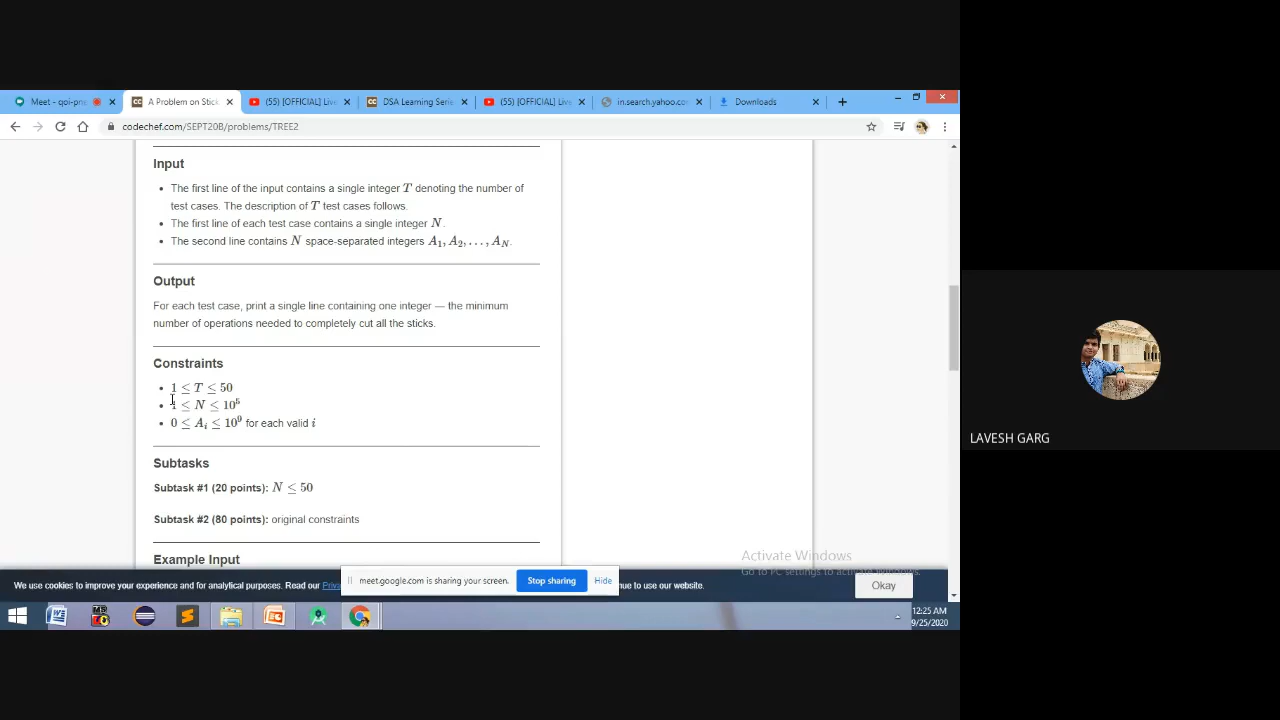 Meet - qoi-pne
A Problem on Stick
(55) [OFFICIAL] Live
DSA Learning Serie
(55) [OFFICIAL] Live
in.search.yahoo.co
Downloads
codechef.com/SEPT20B/problems/TREE2
Input
• The first line of the input contains a single integer T denoting the number of
test cases. The description of T test cases follows.
• The first line of each test case contains a single integer N.
• The second line contains N space-separated integers A₁, A₂, . . . , A_N.
Output
For each test case, print a single line containing one integer — the minimum
number of operations needed to completely cut all the sticks.
Constraints
• 1 ≤ T ≤ 50
• 1 ≤ N ≤ 10⁵
• 0 ≤ Aᵢ ≤ 10⁹ for each valid i
Subtasks
Subtask #1 (20 points): N ≤ 50
Subtask #2 (80 points): original constraints
Example Input
Activate Windows
Go to PC settings to activate Windows.
We use cookies to improve your experience and for analytical purposes. Read our Priva
nue to use our website.
Okay
meet.google.com is sharing your screen.
Stop sharing
Hide
12:25 AM
9/25/2020
LAVESH GARG